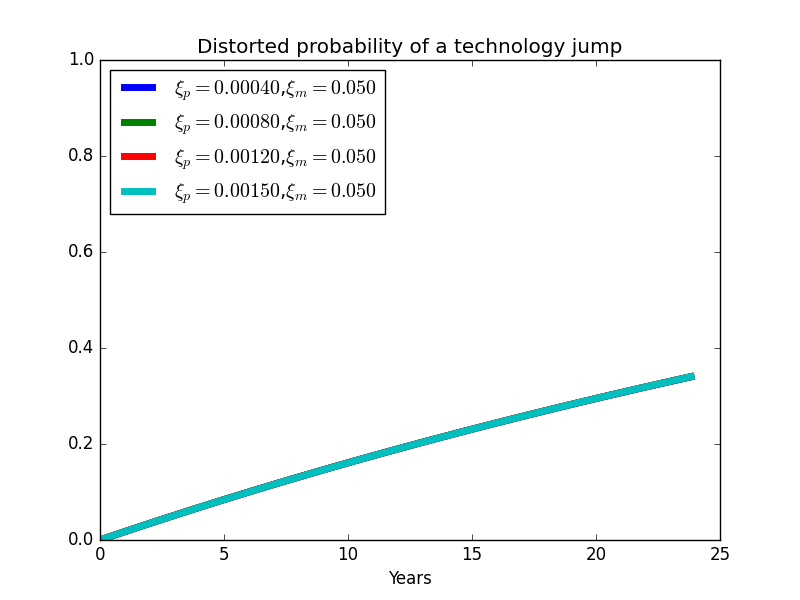 Distorted probability of a technology jump
1.0
ξp = 0.00040,ξm = 0.050
ξp = 0.00080,ξm = 0.050
ξp = 0.00120,ξm = 0.050
ξp = 0.00150,ξm = 0.050
0.8
0.6
0.4
0.2
0.0
0 5 10 15 20 25
Years